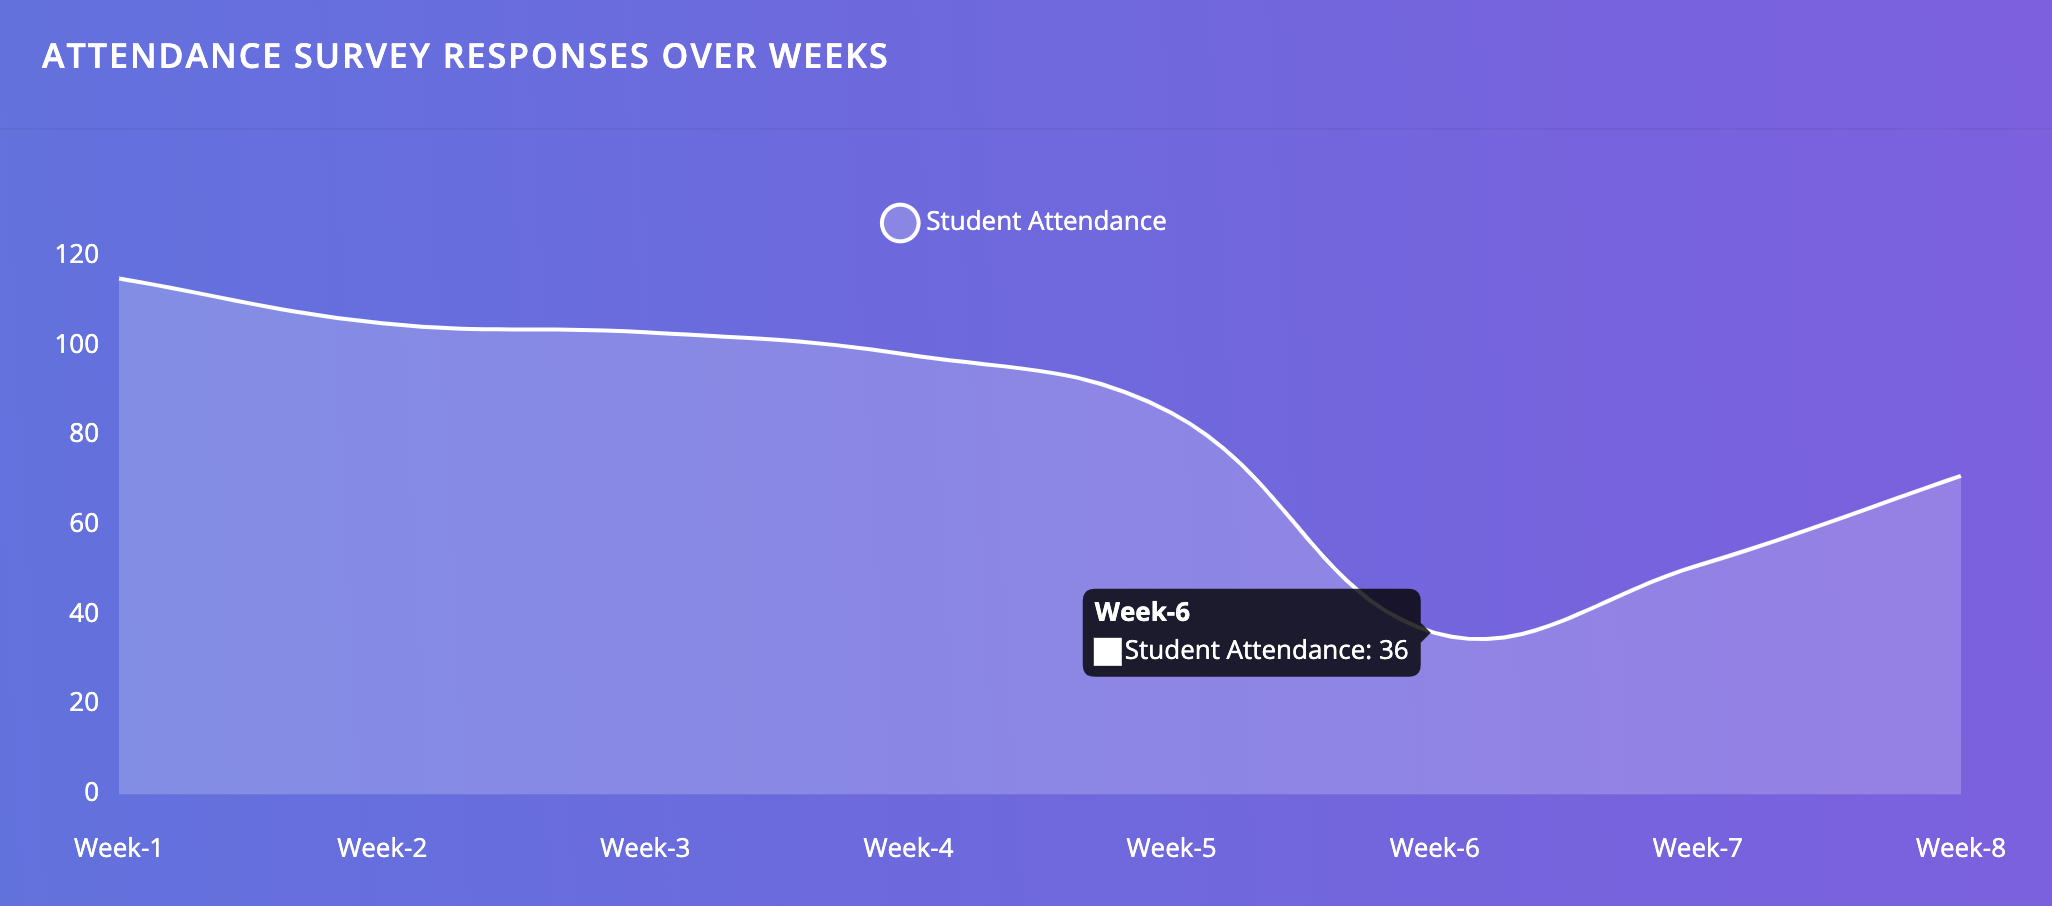 ATTENDANCE SURVEY RESPONSES OVER WEEKS
Student Attendance
120
100
80
60
40
20
0
Week-6
Student Attendance: 36
Week-1 Week-2 Week-3 Week-4 Week-5 Week-6 Week-7 Week-8